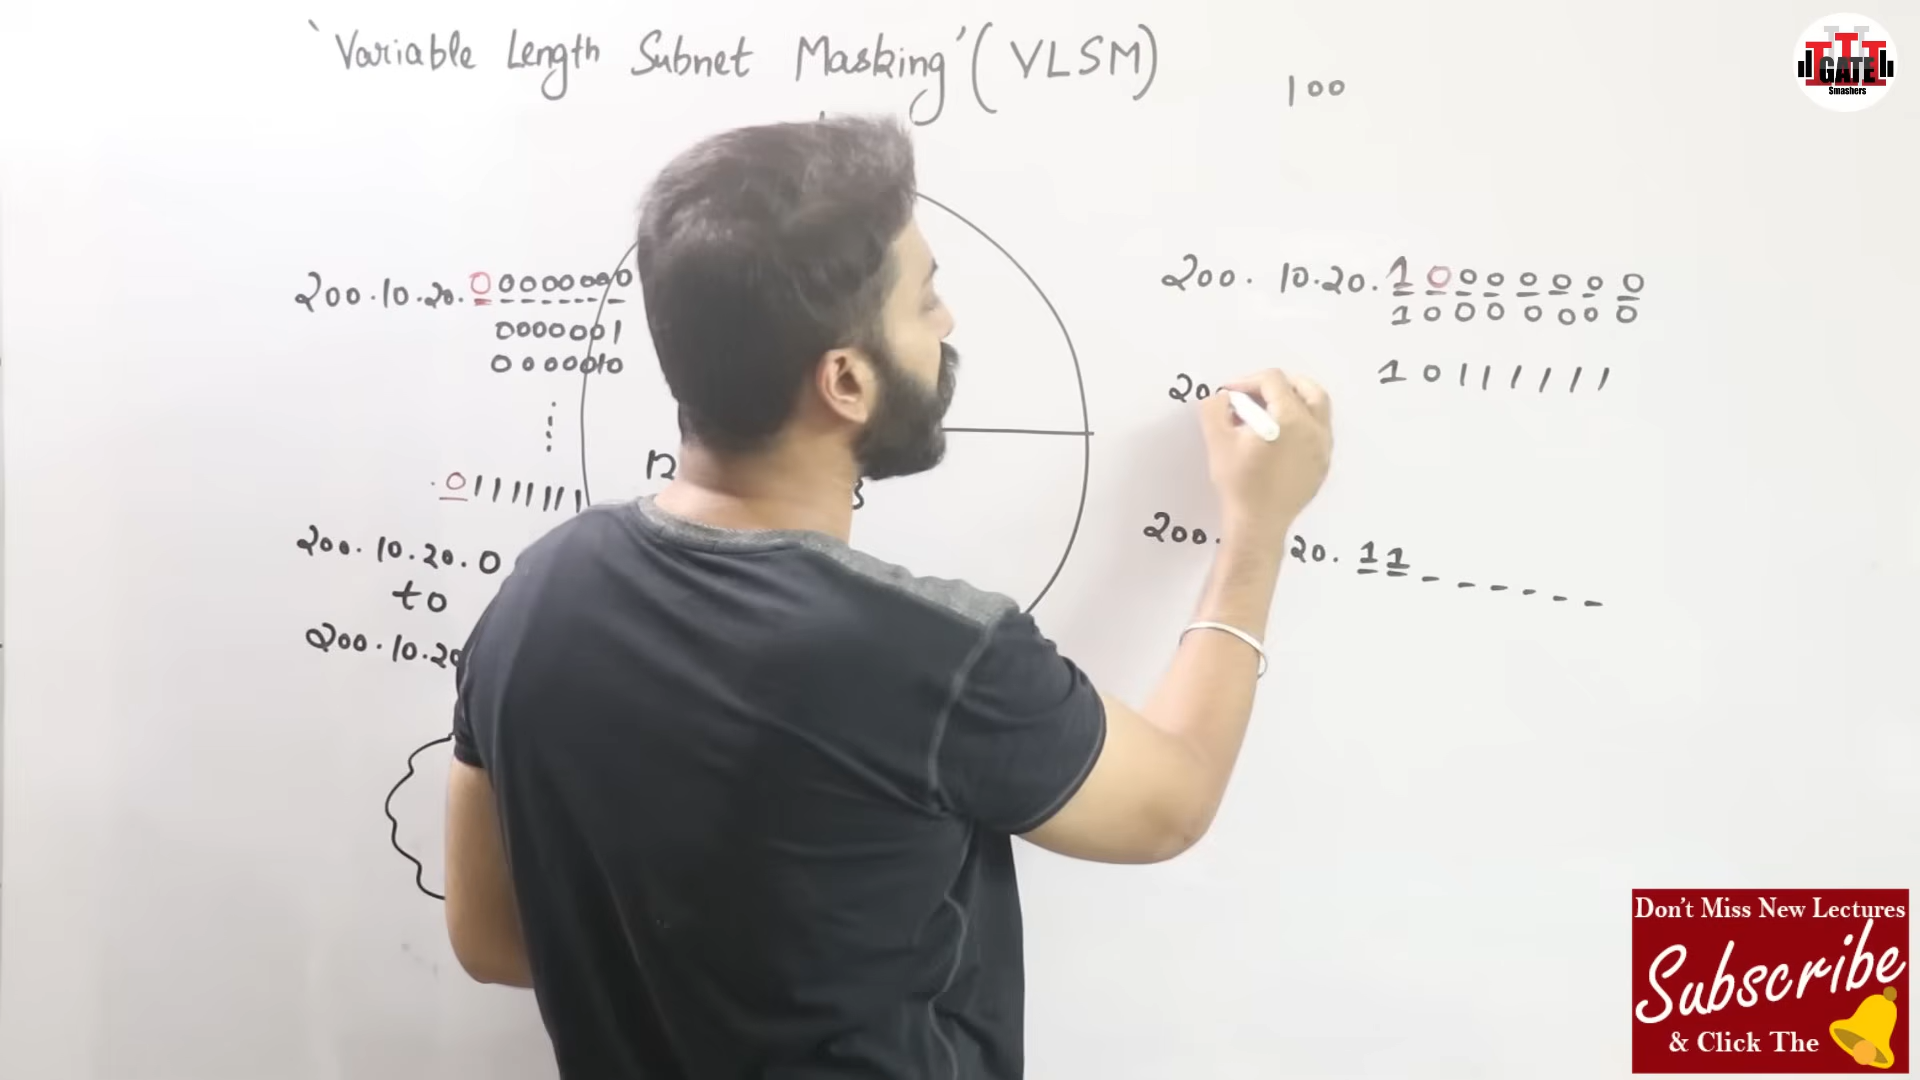 'Variable Length Subnet Masking' (VLSM)
100
200.10.20.00000000
0000001
0000010
.01111111
200.10.20.0
to
200.10.20
200.10.20.10000000
10000000
10111111
200
200. 20.11______
GATE
Smashers
Don't Miss New Lectures
Subscribe
& Click The